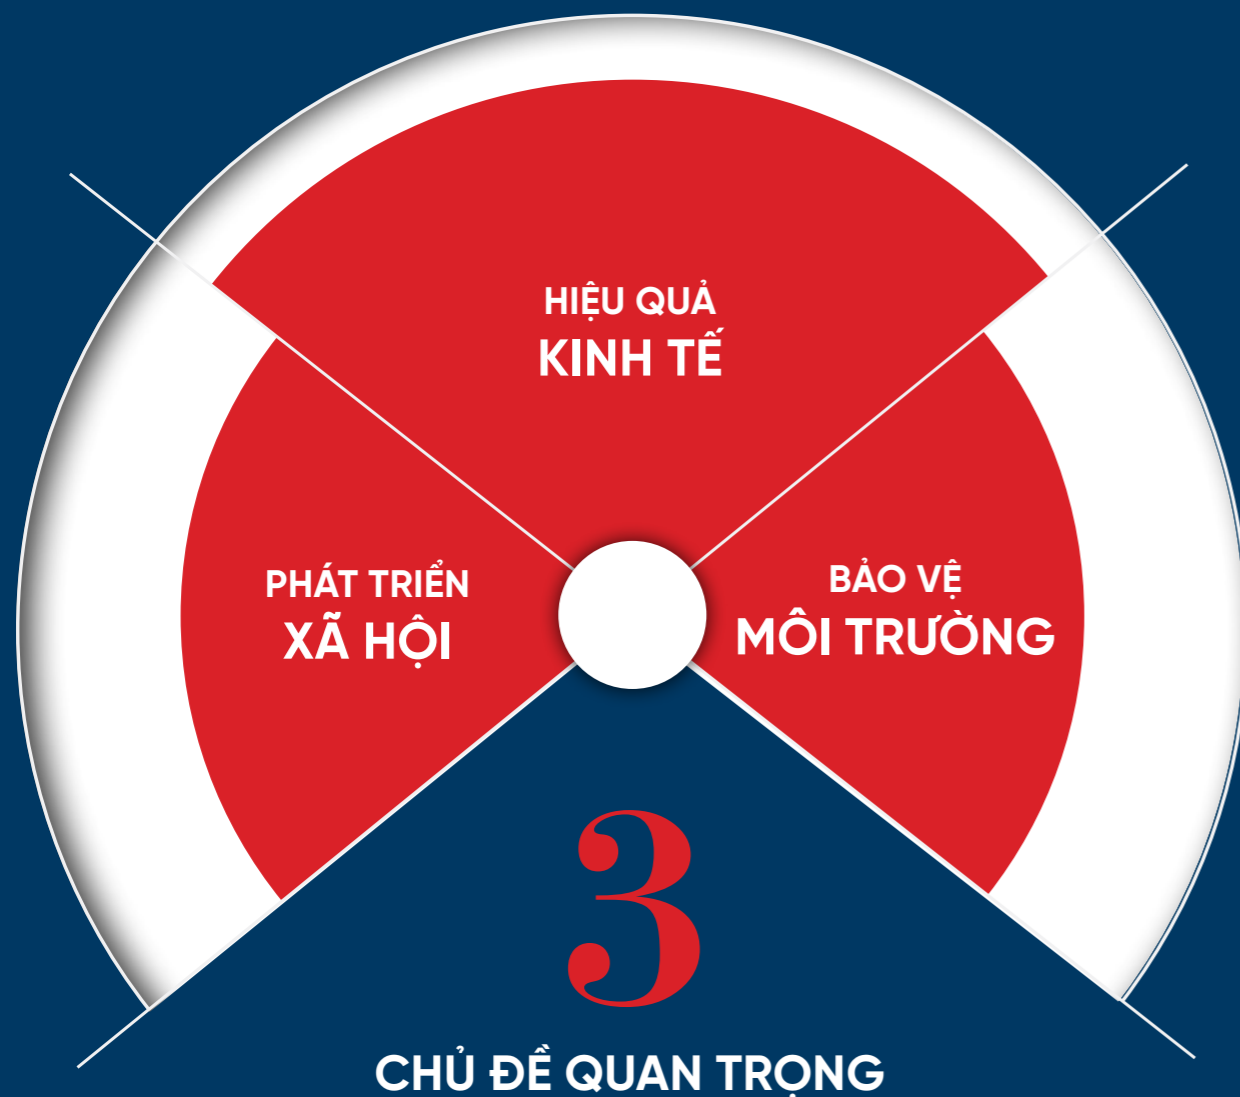 HIỆU QUẢ
KINH TẾ
PHÁT TRIỂN
XÃ HỘI
BẢO VỆ
MÔI TRƯỜNG
3
CHỦ ĐỀ QUAN TRỌNG